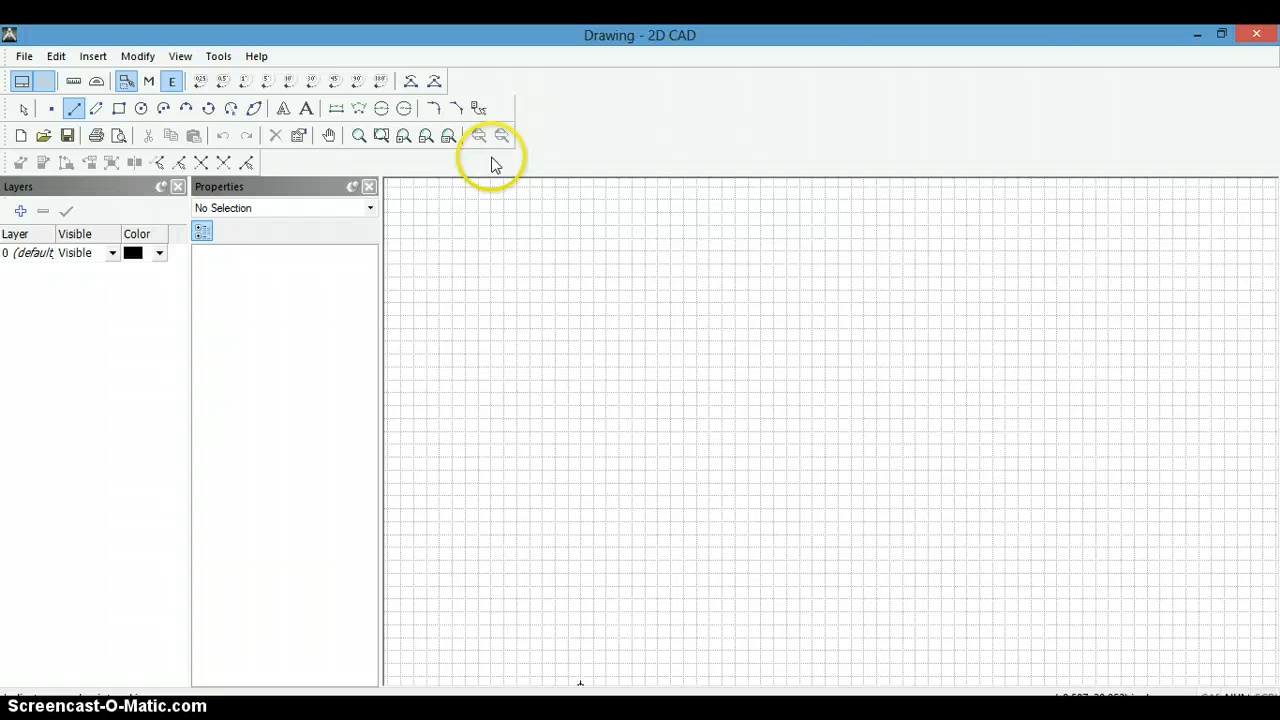 Drawing - 2D CAD
File Edit Insert Modify View Tools Help
M E
Layers
Properties
No Selection
Layer Visible Color
0 (default Visible
Screencast-O-Matic.com